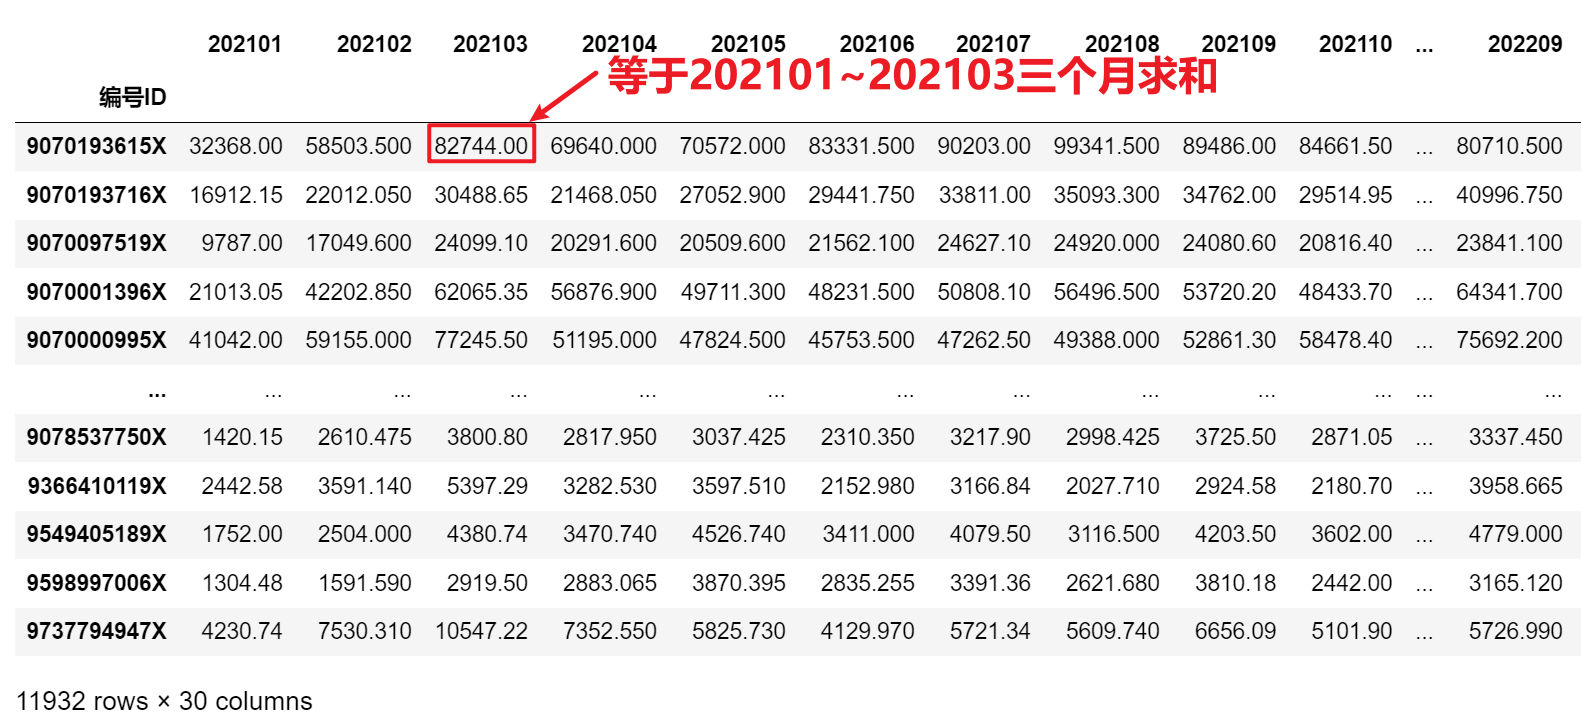 202101 202102 202103 202104 202105 202106 202107 202108 202109 202110 ... 202209
等于202101~202103三个月求和
编号ID
9070193615X 32368.00 58503.500 82744.00 69640.000 70572.000 83331.500 90203.00 99341.500 89486.00 84661.50 ... 80710.500
9070193716X 16912.15 22012.050 30488.65 21468.050 27052.900 29441.750 33811.00 35093.300 34762.00 29514.95 ... 40996.750
9070097519X 9787.00 17049.600 24099.10 20291.600 20509.600 21562.100 24627.10 24920.000 24080.60 20816.40 ... 23841.100
9070001396X 21013.05 42202.850 62065.35 56876.900 49711.300 48231.500 50808.10 56496.500 53720.20 48433.70 ... 64341.700
9070000995X 41042.00 59155.000 77245.50 51195.000 47824.500 45753.500 47262.50 49388.000 52861.30 58478.40 ... 75692.200
... ... ... ... ... ... ... ... ... ... ... ... ...
9078537750X 1420.15 2610.475 3800.80 2817.950 3037.425 2310.350 3217.90 2998.425 3725.50 2871.05 ... 3337.450
9366410119X 2442.58 3591.140 5397.29 3282.530 3597.510 2152.980 3166.84 2027.710 2924.58 2180.70 ... 3958.665
9549405189X 1752.00 2504.000 4380.74 3470.740 4526.740 3411.000 4079.50 3116.500 4203.50 3602.00 ... 4779.000
9598997006X 1304.48 1591.590 2919.50 2883.065 3870.395 2835.255 3391.36 2621.680 3810.18 2442.00 ... 3165.120
9737794947X 4230.74 7530.310 10547.22 7352.550 5825.730 4129.970 5721.34 5609.740 6656.09 5101.90 ... 5726.990
11932 rows × 30 columns